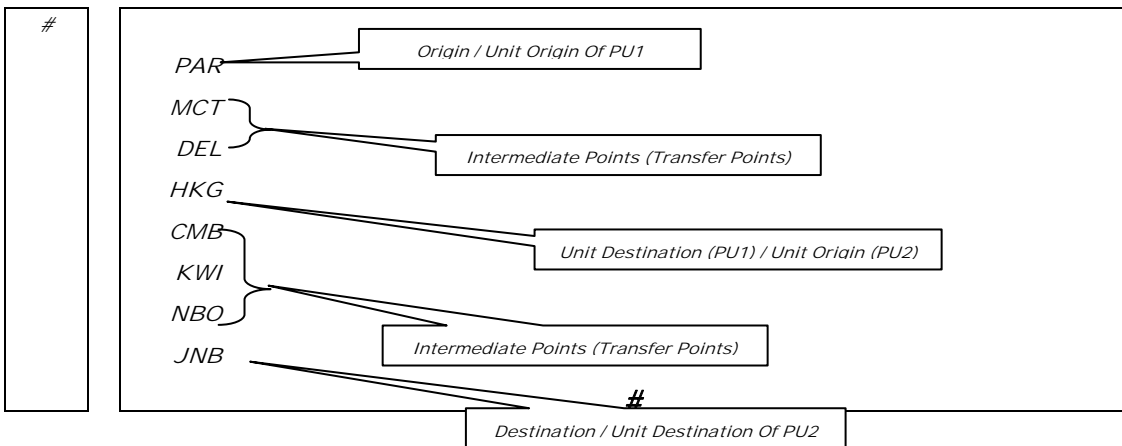 #
Origin / Unit Origin Of PU1
PAR
MCT
DEL
Intermediate Points (Transfer Points)
HKG
CMB
Unit Destination (PU1) / Unit Origin (PU2)
KWI
NBO
Intermediate Points (Transfer Points)
JNB
#
Destination / Unit Destination Of PU2